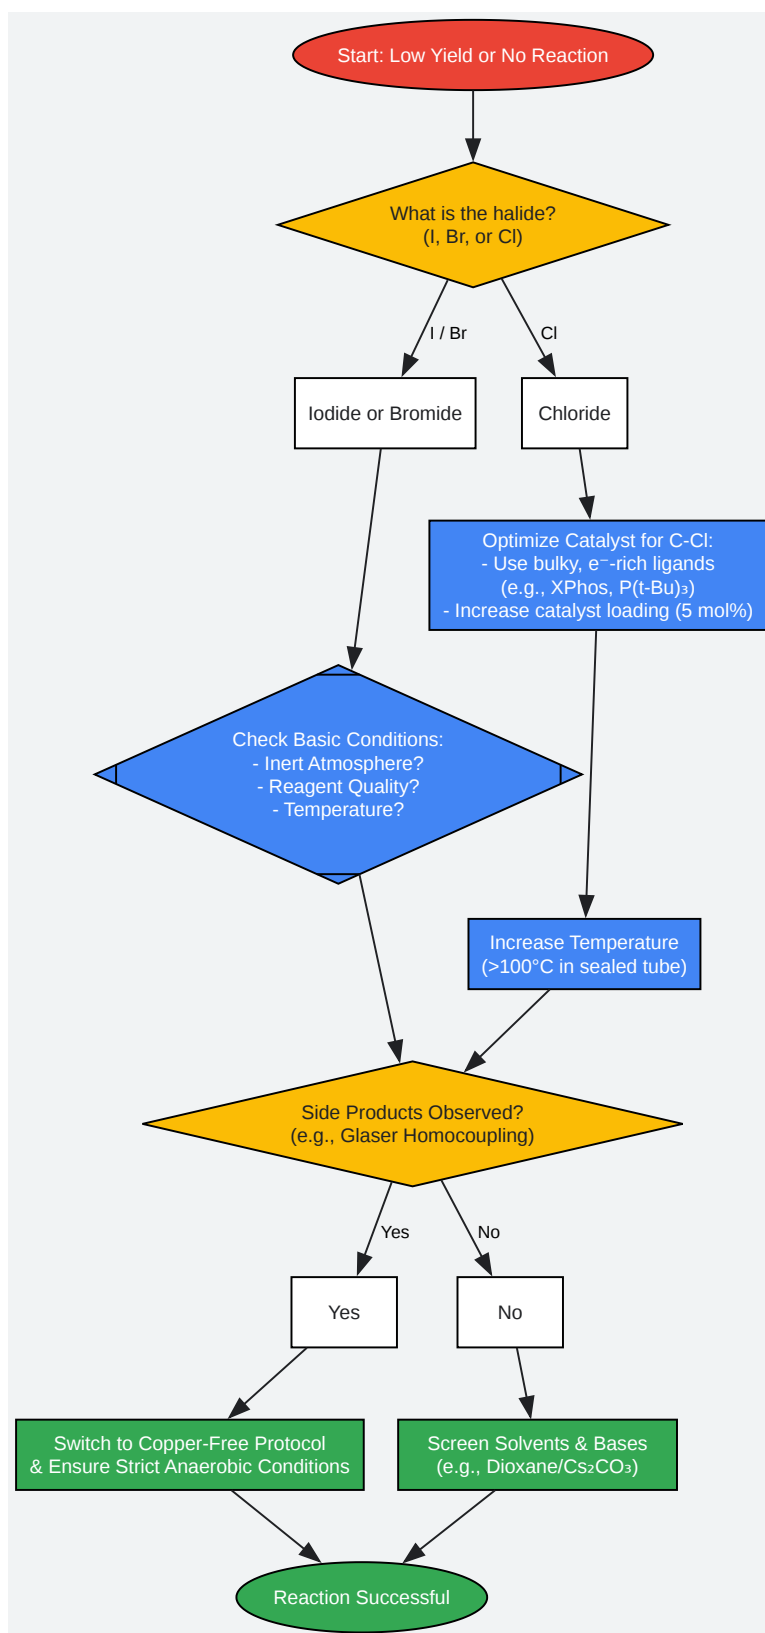 Start: Low Yield or No Reaction
What is the halide?
(I, Br, or Cl)
I / Br
Cl
Iodide or Bromide
Chloride
Optimize Catalyst for C-Cl:
- Use bulky, e⁻-rich ligands
(e.g., XPhos, P(t-Bu)₃)
- Increase catalyst loading (5 mol%)
Check Basic Conditions:
- Inert Atmosphere?
- Reagent Quality?
- Temperature?
Increase Temperature
(>100°C in sealed tube)
Side Products Observed?
(e.g., Glaser Homocoupling)
Yes
No
Yes
No
Switch to Copper-Free Protocol
& Ensure Strict Anaerobic Conditions
Screen Solvents & Bases
(e.g., Dioxane/Cs₂CO₃)
Reaction Successful